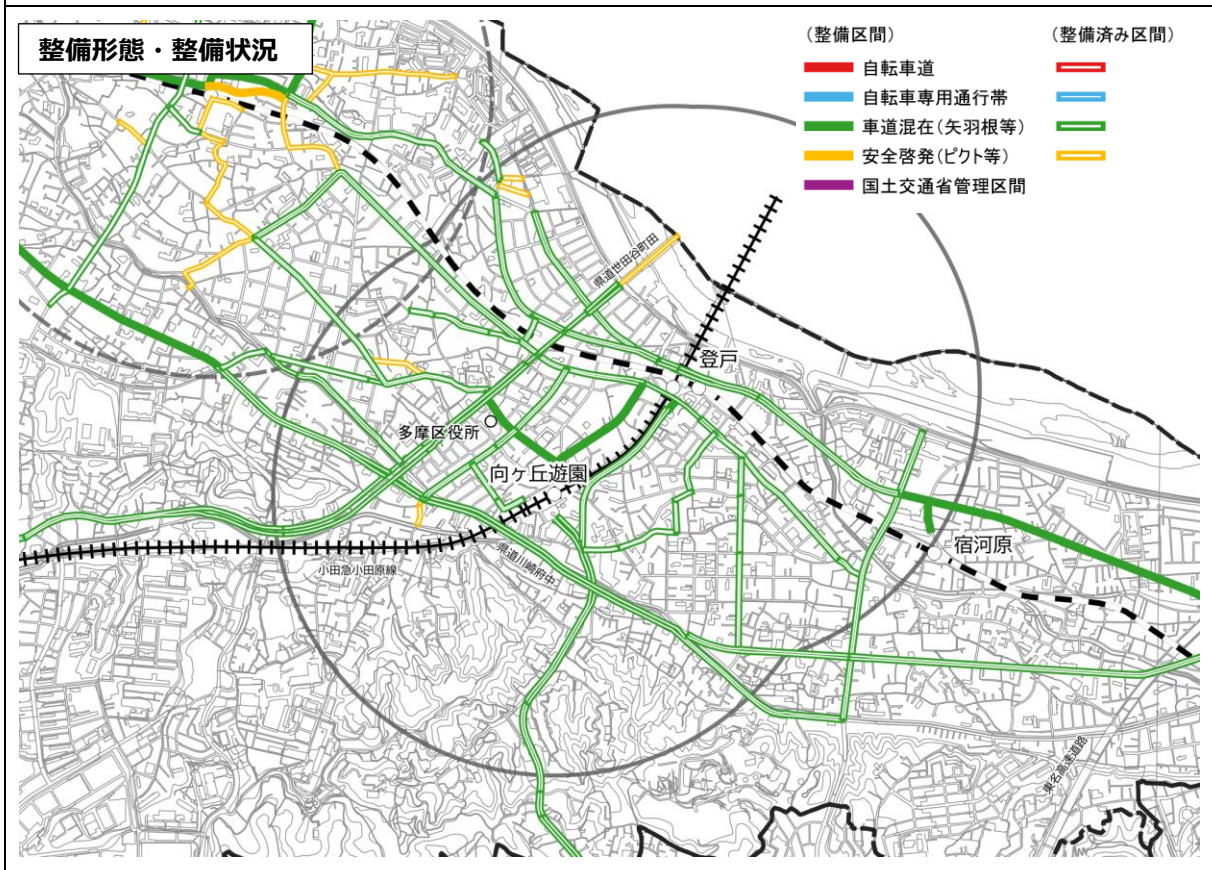 整備形態・整備状況
(整備区間)
(整備済み区間)
自転車道
自転車専用通行帯
車道混在(矢羽根等)
安全啓発(ピクト等)
国土交通省管理区間
県道世田谷町田
登戸
多摩区役所
向ヶ丘遊園
宿河原
県道川崎府中
小田急小田原線
東名高速道路